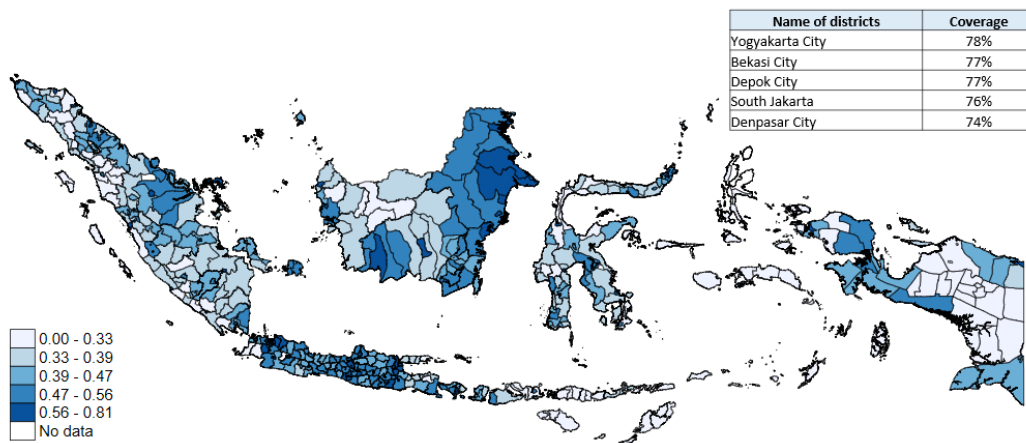 Name of districts Coverage
Yogyakarta City 78%
Bekasi City 77%
Depok City 77%
South Jakarta 76%
Denpasar City 74%
0.00 - 0.33
0.33 - 0.39
0.39 - 0.47
0.47 - 0.56
0.56 - 0.81
No data